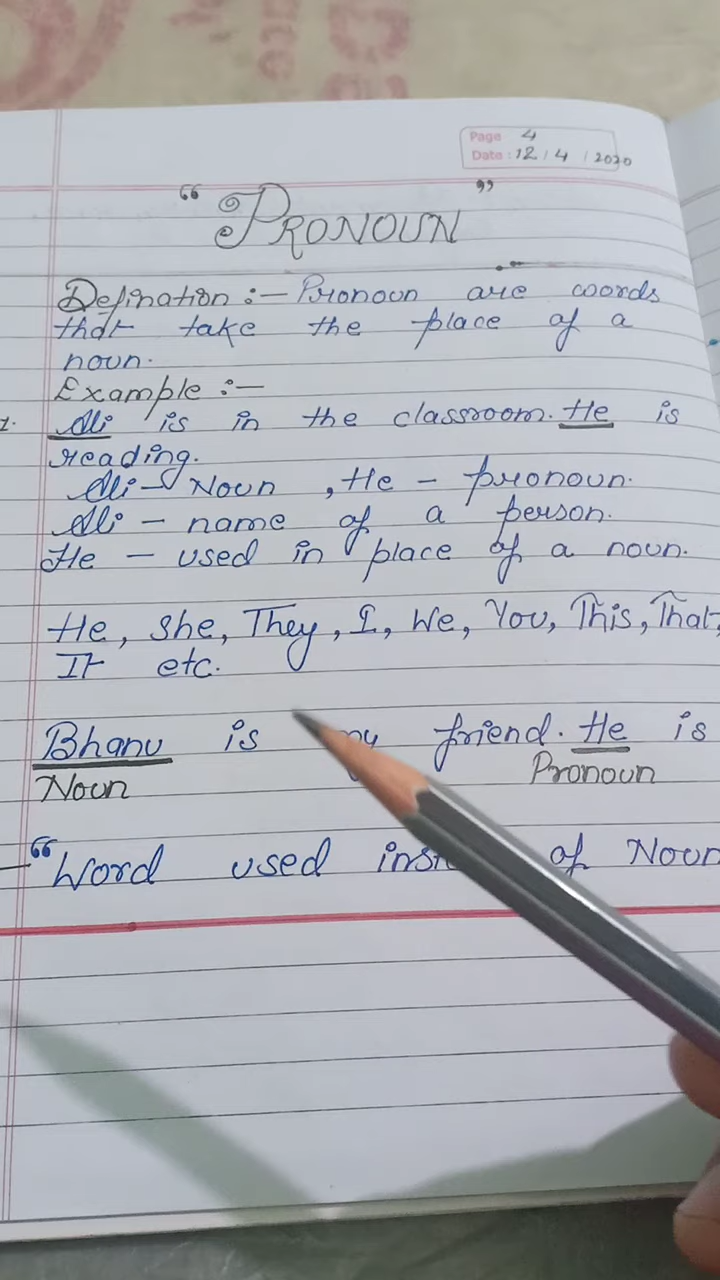 Page 4
Date: 12 / 4 / 2020
“ PRONOUN ”
Defination :— Pronoun are words
that take the place of a
noun.
Example :—
1. Ali is in the classroom. He is
reading.
Ali - Noun , He - pronoun.
Ali - name of a person.
He - used in place of a noun.
He, She, They, I, We, You, This, That,
It etc.
Bhanu is my friend. He is
Noun Pronoun
“Word used of Noun